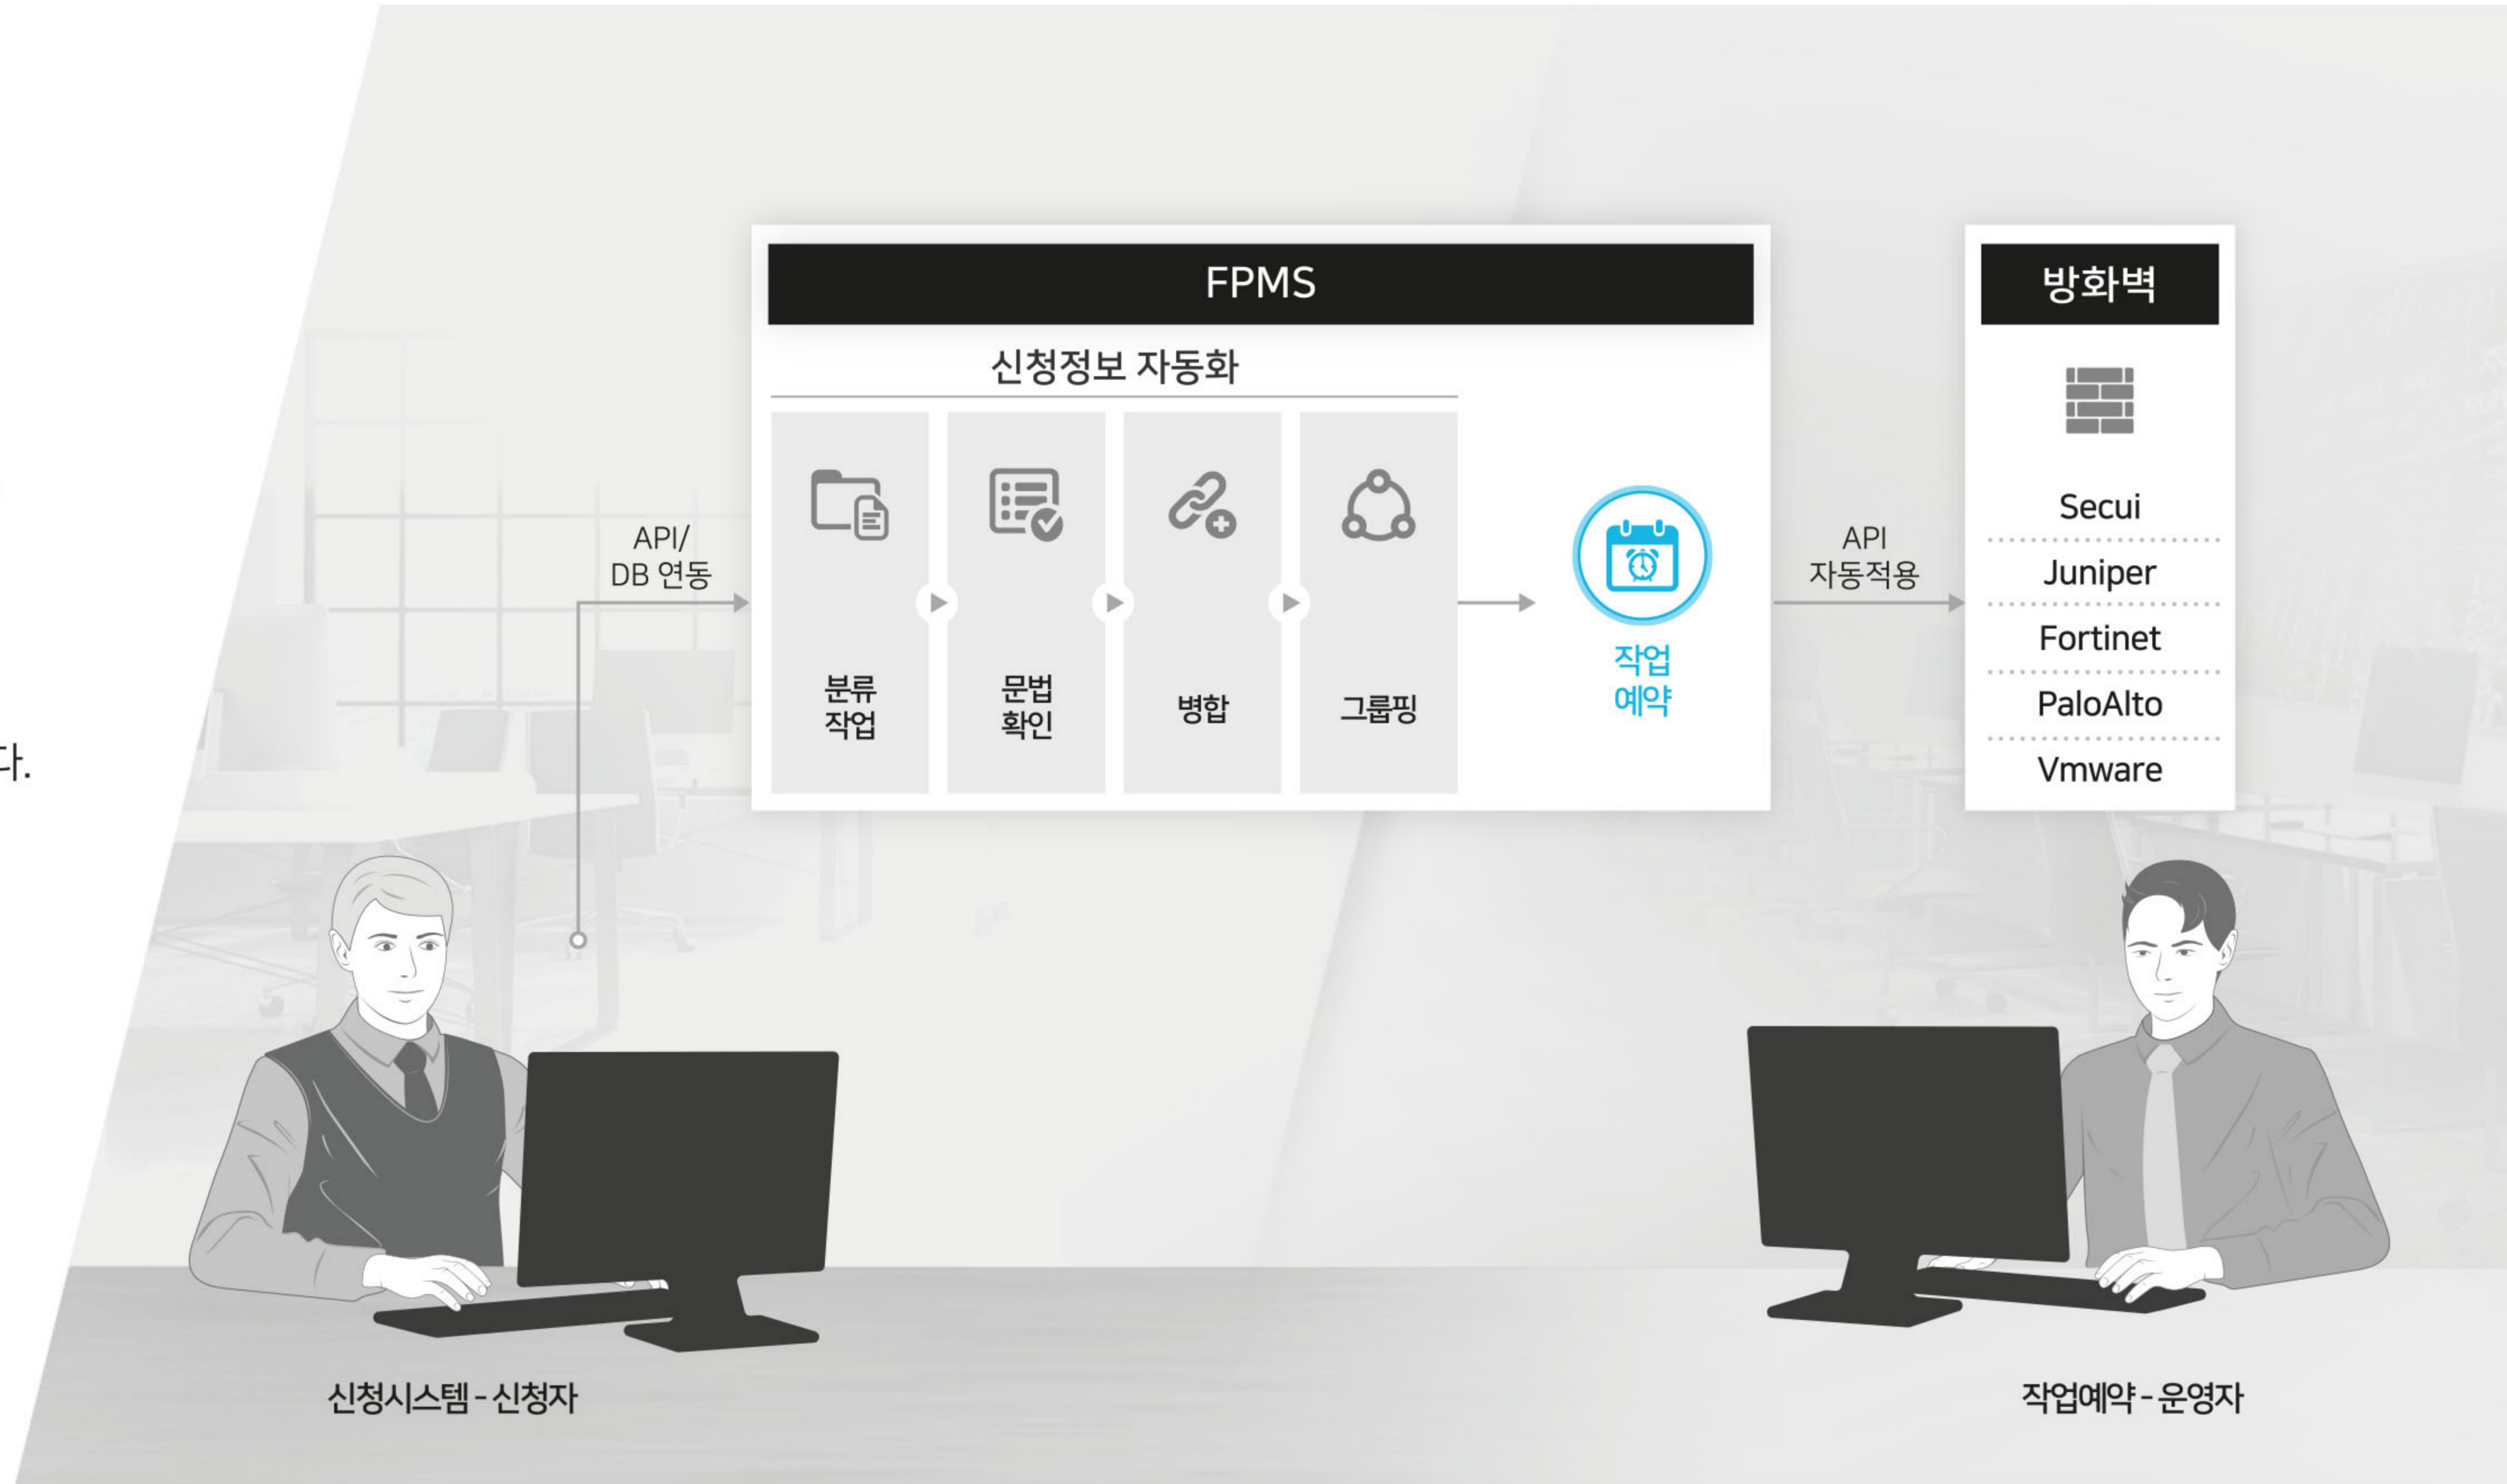 FPMS
신청정보 자동화
API/
DB 연동
분류
작업
문법
확인
병합
그룹핑
작업
예약
API
자동적용
방화벽
Secui
Juniper
Fortinet
PaloAlto
Vmware
다.
신청시스템 - 신청자
작업예약 - 운영자